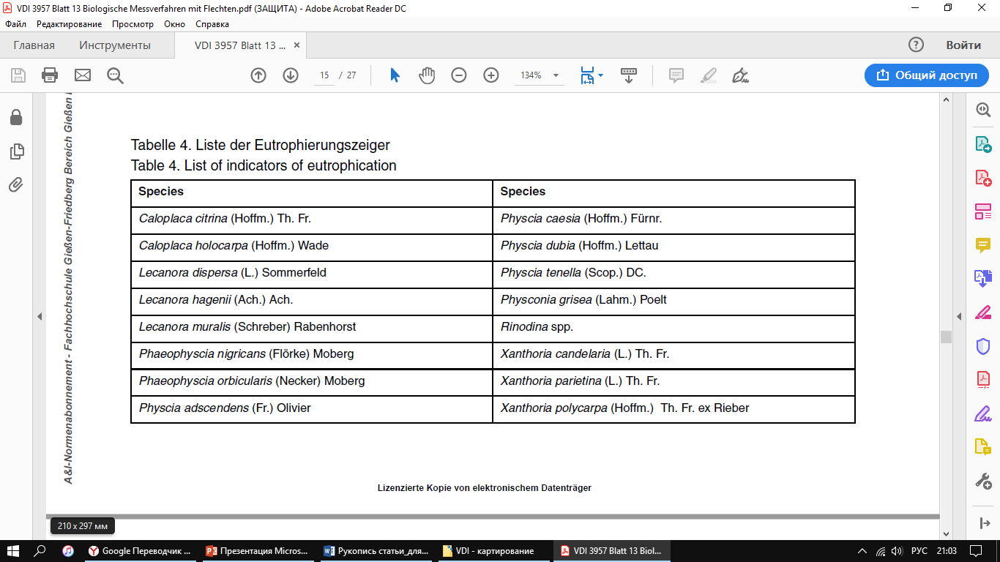 VDI 3957 Blatt 13 Biologische Messverfahren mit Flechten.pdf (ЗАЩИТА) - Adobe Acrobat Reader DC
Файл Редактирование Просмотр Окно Справка
Главная Инструменты VDI 3957 Blatt 13 ... × Войти
15 / 27 134% Общий доступ
A&I-Normenabonnement - Fachhochschule Gießen-Friedberg Bereich Gießen
Tabelle 4. Liste der Eutrophierungszeiger
Table 4. List of indicators of eutrophication
Species Species
Caloplaca citrina (Hoffm.) Th. Fr. Physcia caesia (Hoffm.) Fürnr.
Caloplaca holocarpa (Hoffm.) Wade Physcia dubia (Hoffm.) Lettau
Lecanora dispersa (L.) Sommerfeld Physcia tenella (Scop.) DC.
Lecanora hagenii (Ach.) Ach. Physconia grisea (Lahm.) Poelt
Lecanora muralis (Schreber) Rabenhorst Rinodina spp.
Phaeophyscia nigricans (Flörke) Moberg Xanthoria candelaria (L.) Th. Fr.
Phaeophyscia orbicularis (Necker) Moberg Xanthoria parietina (L.) Th. Fr.
Physcia adscendens (Fr.) Olivier Xanthoria polycarpa (Hoffm.) Th. Fr. ex Rieber
Lizenzierte Kopie von elektronischem Datenträger
210 x 297 мм
Google Переводчик ... Презентация Micros... Рукопись статьи_для... VDI - картирование VDI 3957 Blatt 13 Biol... РУС 21:03